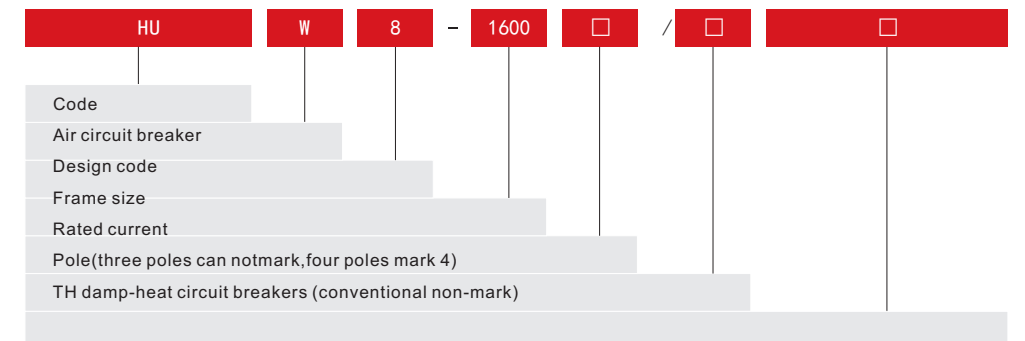 HU W 8 - 1600 □ / □ □
Code
Air circuit breaker
Design code
Frame size
Rated current
Pole(three poles can notmark,four poles mark 4)
TH damp-heat circuit breakers (conventional non-mark)